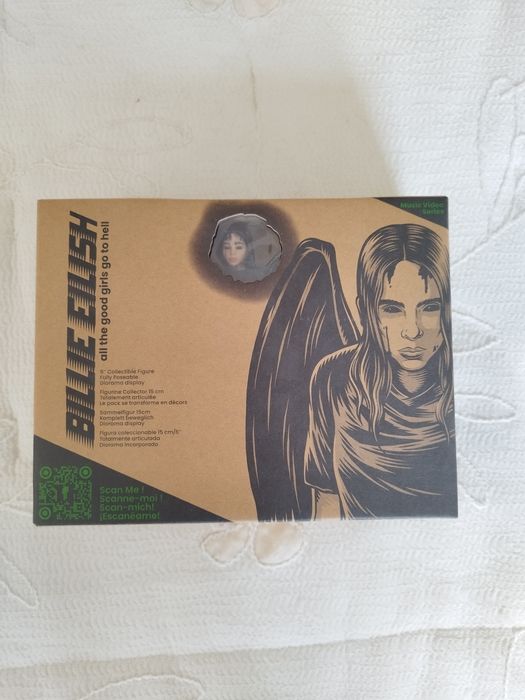 BILLIE EILISH
all the good girls go to hell
Music Video
Series
6" Collectible Figure
Fully Poseable
Diorama display
Figurine Collector 15 cm
Totalement articulée
Le pack se transforme en décors
Sammelfigur 15cm
Komplett beweglich
Diorama display
Figura coleccionable 15 cm/6"
Totalmente articulada
Diorama incorporado
Scan Me !
Scanne-moi !
Scan-mich!
¡Escanéame!